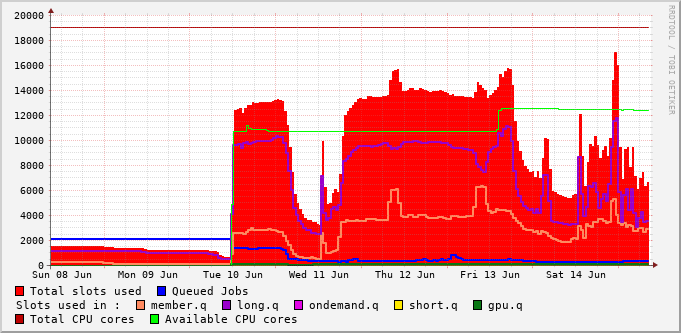 20000
18000
16000
14000
12000
10000
8000
6000
4000
2000
0
Sun 08 Jun Mon 09 Jun Tue 10 Jun Wed 11 Jun Thu 12 Jun Fri 13 Jun Sat 14 Jun
Total slots used Queued Jobs
Slots used in : member.q long.q ondemand.q short.q gpu.q
Total CPU cores Available CPU cores
RRDTOOL / TOBI OETIKER